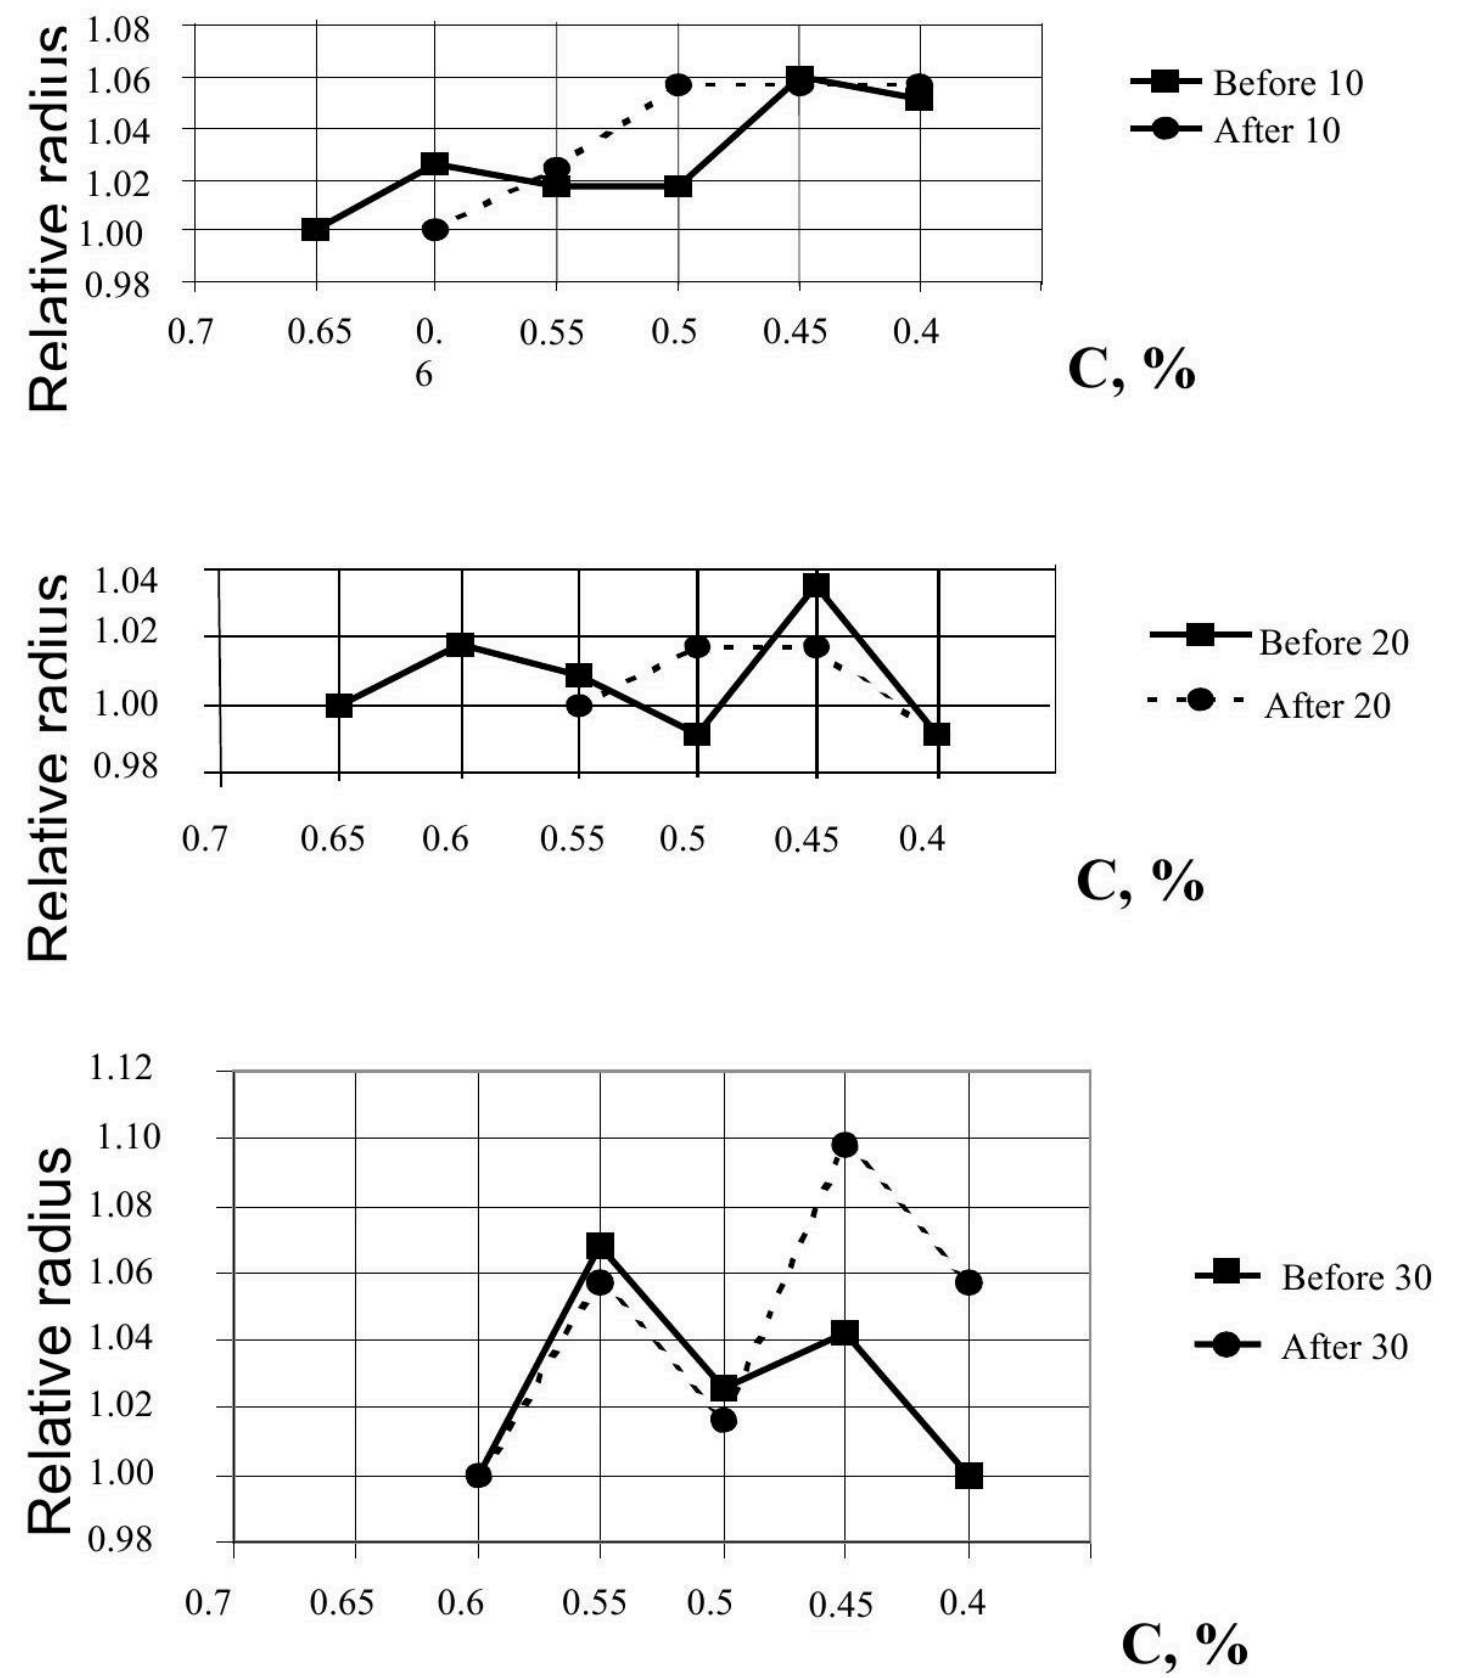 Relative radius
1.08
1.06
1.04
1.02
1.00
0.98
0.7 0.65 0. 0.55 0.5 0.45 0.4
6
C, %
Before 10
After 10
Relative radius
1.04
1.02
1.00
0.98
0.7 0.65 0.6 0.55 0.5 0.45 0.4
C, %
Before 20
After 20
Relative radius
1.12
1.10
1.08
1.06
1.04
1.02
1.00
0.98
0.7 0.65 0.6 0.55 0.5 0.45 0.4
C, %
Before 30
After 30